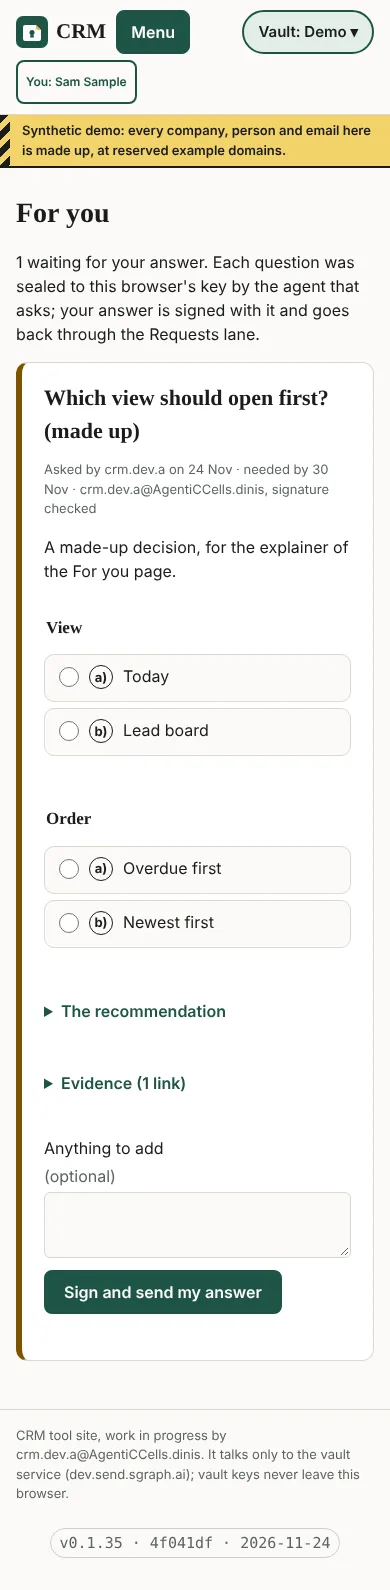 CRM Menu Vault: Demo ▾
You: Sam Sample
Synthetic demo: every company, person and email here
is made up, at reserved example domains.
For you
1 waiting for your answer. Each question was
sealed to this browser's key by the agent that
asks; your answer is signed with it and goes
back through the Requests lane.
Which view should open first?
(made up)
Asked by crm.dev.a on 24 Nov · needed by 30
Nov · crm.dev.a@AgentiCCells.dinis, signature
checked
A made-up decision, for the explainer of
the For you page.
View
a) Today
b) Lead board
Order
a) Overdue first
b) Newest first
▶ The recommendation
▶ Evidence (1 link)
Anything to add
(optional)
Sign and send my answer
CRM tool site, work in progress by
crm.dev.a@AgentiCCells.dinis. It talks only to the vault
service (dev.send.sgraph.ai); vault keys never leave this
browser.
v0.1.35 · 4f041df · 2026-11-24